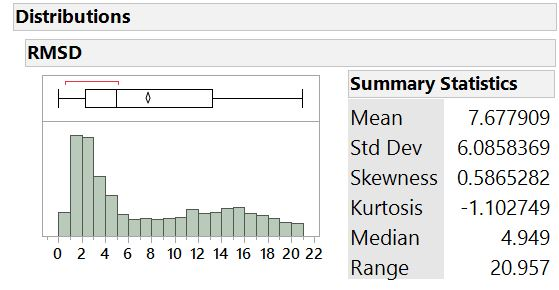 Distributions
RMSD
0 2 4 6 8 10 12 14 16 18 20 22
Summary Statistics
Mean 7.677909
Std Dev 6.0858369
Skewness 0.5865282
Kurtosis -1.102749
Median 4.949
Range 20.957